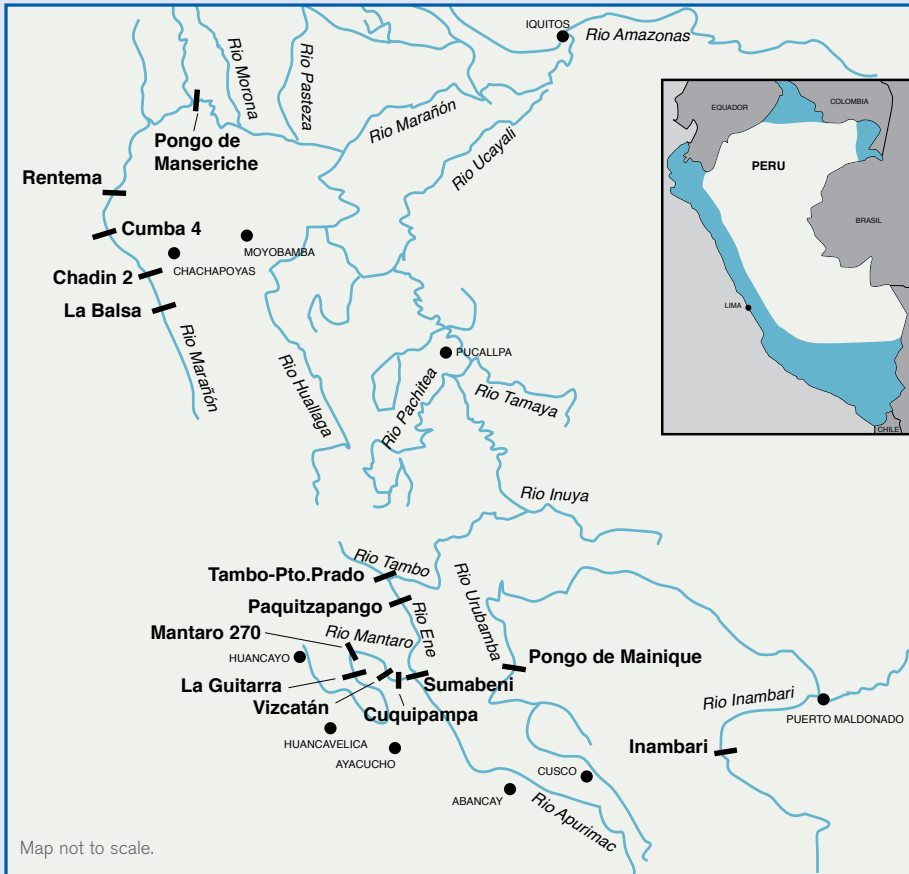 IQUITOS
Rio Amazonas
Rio Morona
Rio Pasteza
Rio Marañón
Rio Ucayali
Pongo de
Manseriche
Rentema
Cumba 4
MOYOBAMBA
CHACHAPOYAS
Chadin 2
La Balsa
Rio Marañón
Rio Huallaga
PUCALLPA
Rio Pachitea
Rio Tamaya
EQUADOR
COLOMBIA
PERU
BRASIL
LIMA
CHILE
Rio Inuya
Rio Tambo
Tambo-Pto.Prado
Paquitzapango
Rio Ene
Rio Urubamba
Mantaro 270
Rio Mantaro
HUANCAYO
La Guitarra
Vizcatán
Cuquipampa
Sumabeni
Pongo de Mainique
HUANCAVELICA
AYACUCHO
ABANCAY
CUSCO
Rio Apurimac
Rio Inambari
PUERTO MALDONADO
Inambari
Map not to scale.